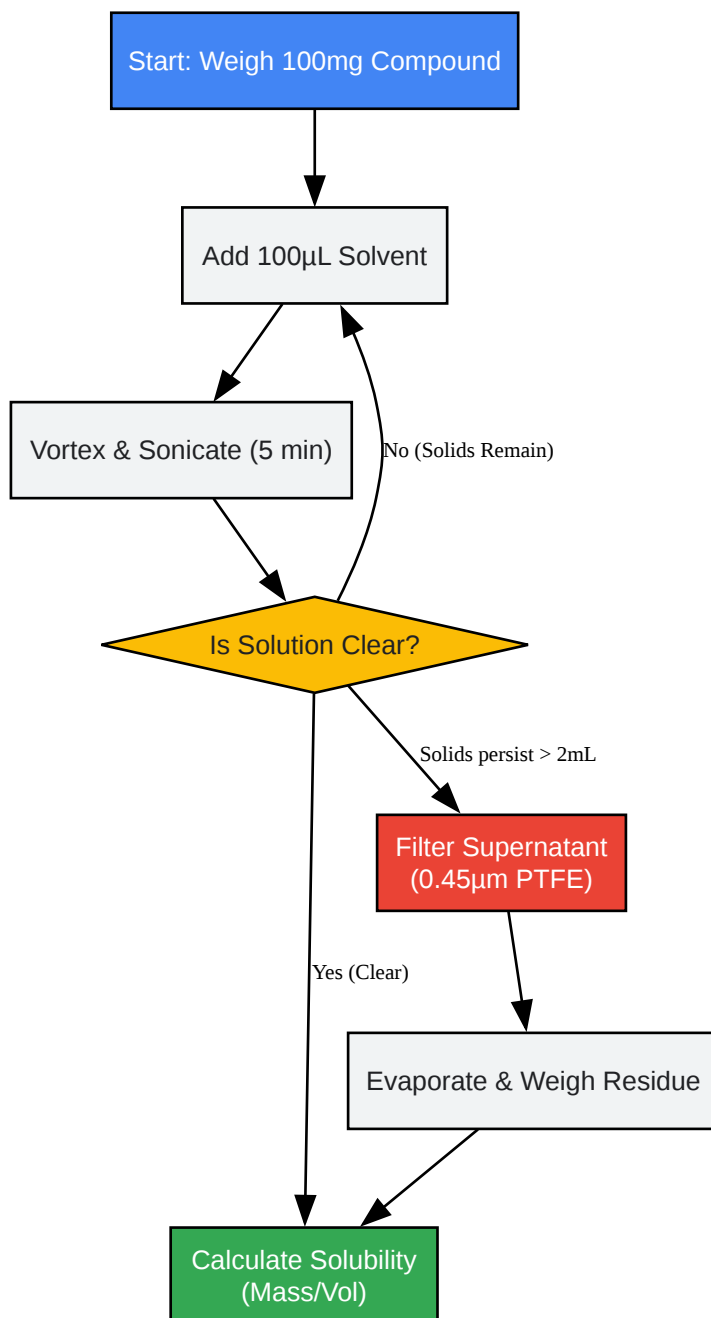 Start: Weigh 100mg Compound
Add 100µL Solvent
Vortex & Sonicate (5 min)
No (Solids Remain)
Is Solution Clear?
Solids persist > 2mL
Filter Supernatant
(0.45µm PTFE)
Yes (Clear)
Evaporate & Weigh Residue
Calculate Solubility
(Mass/Vol)